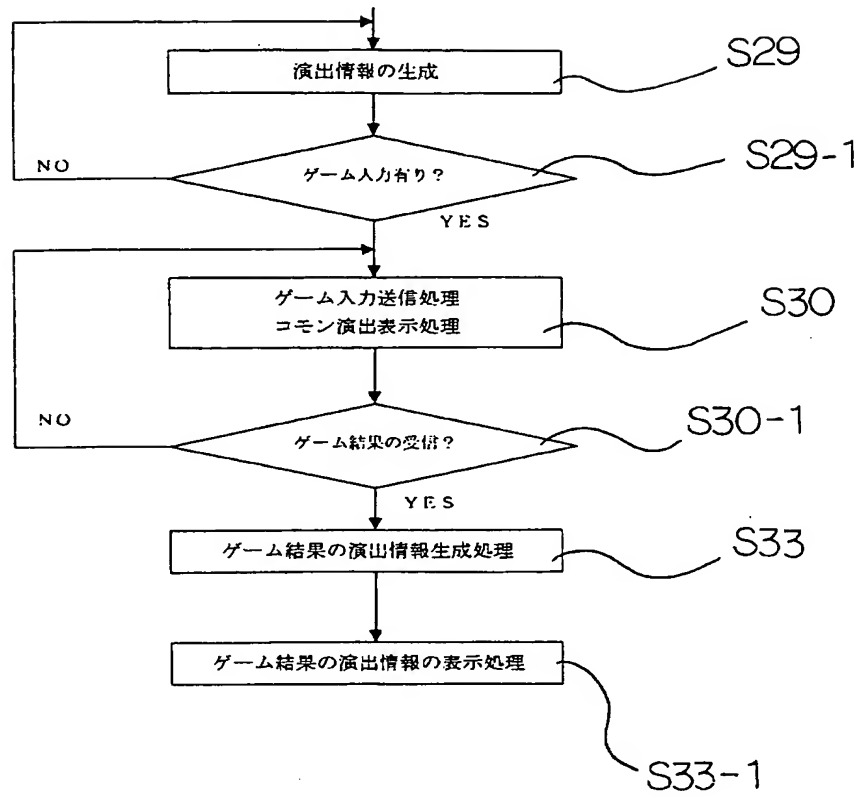 演出情報の生成
S29
ゲーム入力有り?
S29-1
NO
YES
ゲーム入力送信処理
コモン演出表示処理
S30
NO
ゲーム結果の受信?
S30-1
YES
ゲーム結果の演出情報生成処理
S33
ゲーム結果の演出情報の表示処理
S33-1